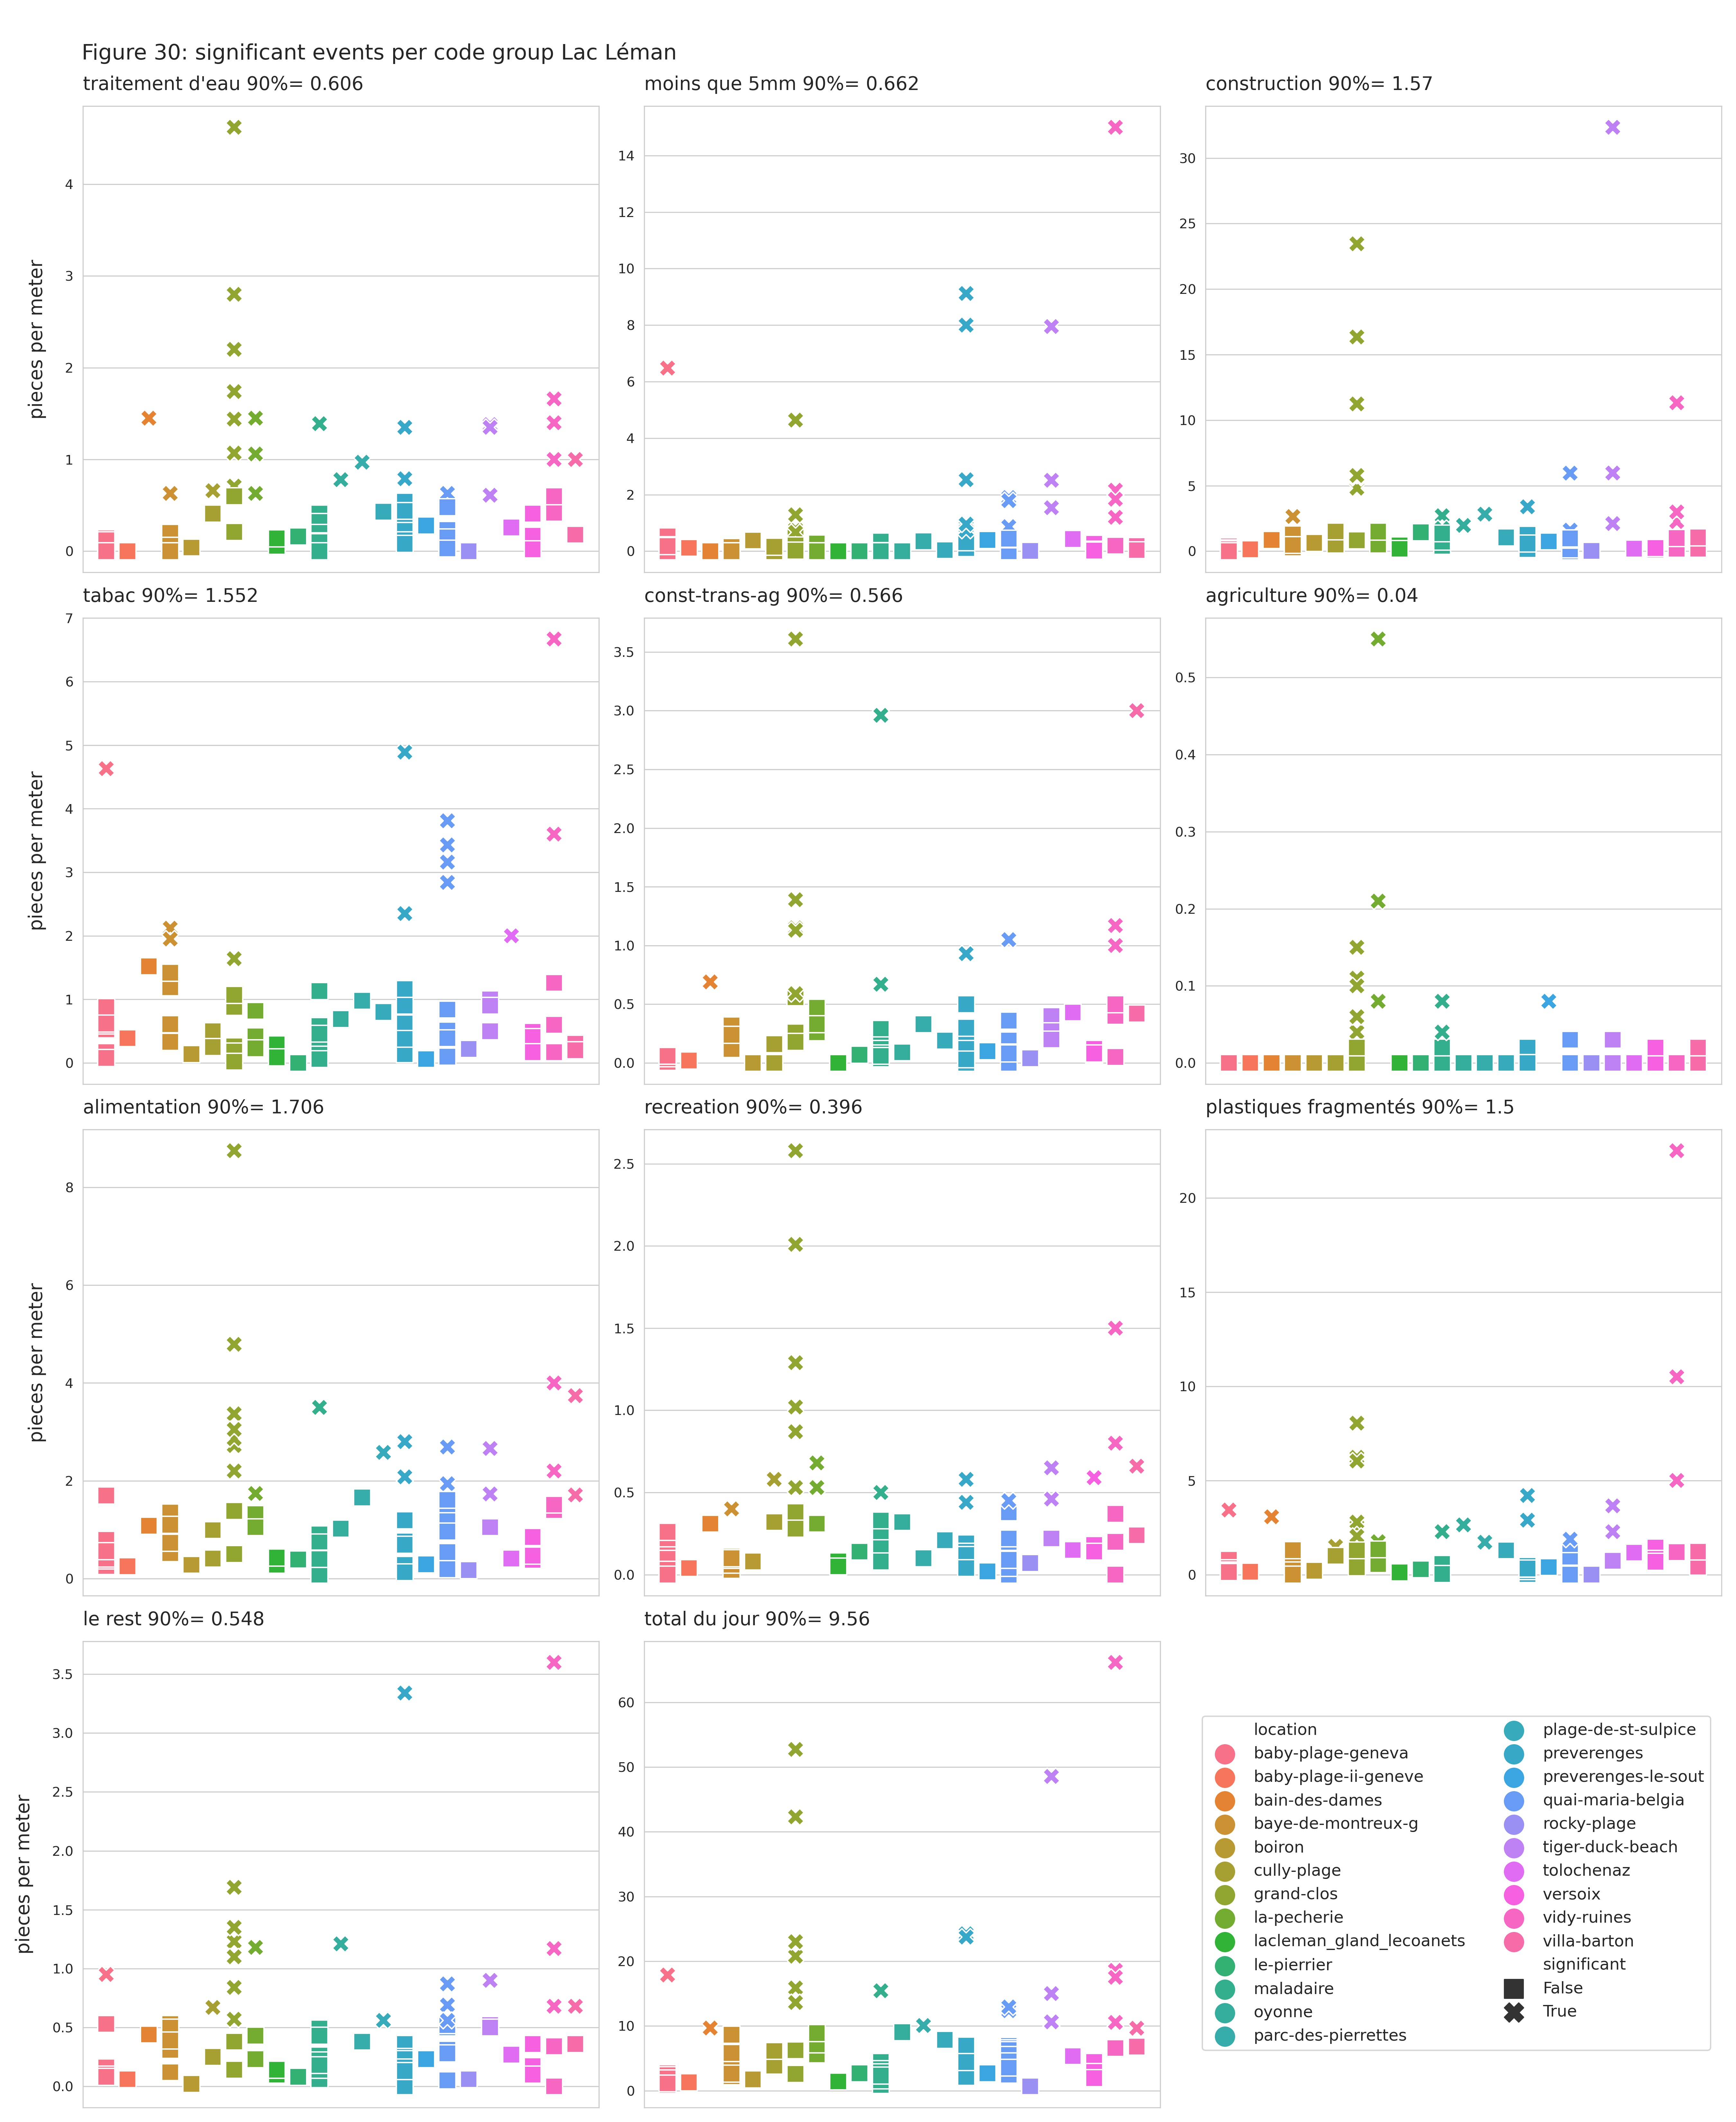 Figure 30: significant events per code group Lac Léman
traitement d'eau 90%= 0.606
moins que 5mm 90%= 0.662
construction 90%= 1.57
4
3
2
1
0
pieces per meter
14
12
10
8
6
4
2
0
30
25
20
15
10
5
0
tabac 90%= 1.552
const-trans-ag 90%= 0.566
agriculture 90%= 0.04
7
6
5
4
3
2
1
0
pieces per meter
3.5
3.0
2.5
2.0
1.5
1.0
0.5
0.0
0.5
0.4
0.3
0.2
0.1
0.0
alimentation 90%= 1.706
recreation 90%= 0.396
plastiques fragmentés 90%= 1.5
8
6
4
2
0
pieces per meter
2.5
2.0
1.5
1.0
0.5
0.0
20
15
10
5
0
le rest 90%= 0.548
total du jour 90%= 9.56
3.5
3.0
2.5
2.0
1.5
1.0
0.5
0.0
pieces per meter
60
50
40
30
20
10
0
location
baby-plage-geneva
baby-plage-ii-geneve
bain-des-dames
baye-de-montreux-g
boiron
cully-plage
grand-clos
la-pecherie
lacleman_gland_lecoanets
le-pierrier
maladaire
oyonne
parc-des-pierrettes
plage-de-st-sulpice
preverenges
preverenges-le-sout
quai-maria-belgia
rocky-plage
tiger-duck-beach
tolochenaz
versoix
vidy-ruines
villa-barton
significant
False
True